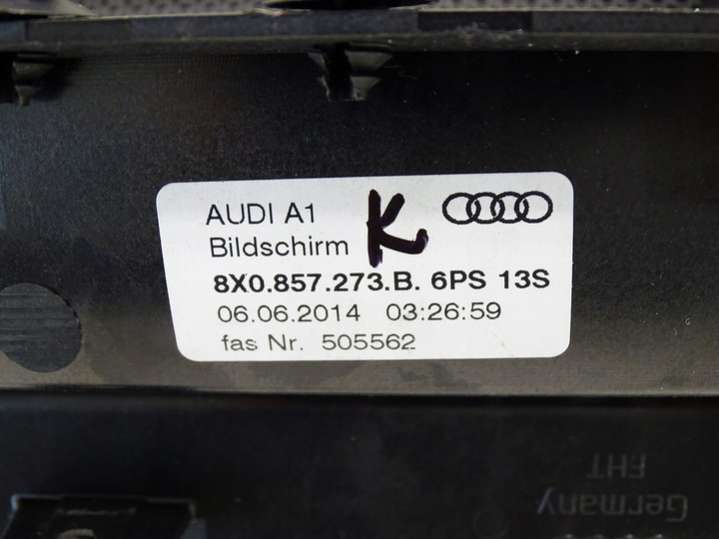 AUDI A1
K
Bildschirm
8X0.857.273.B. 6PS 13S
06.06.2014 03:26:59
fas Nr. 505562
FHT
Germany